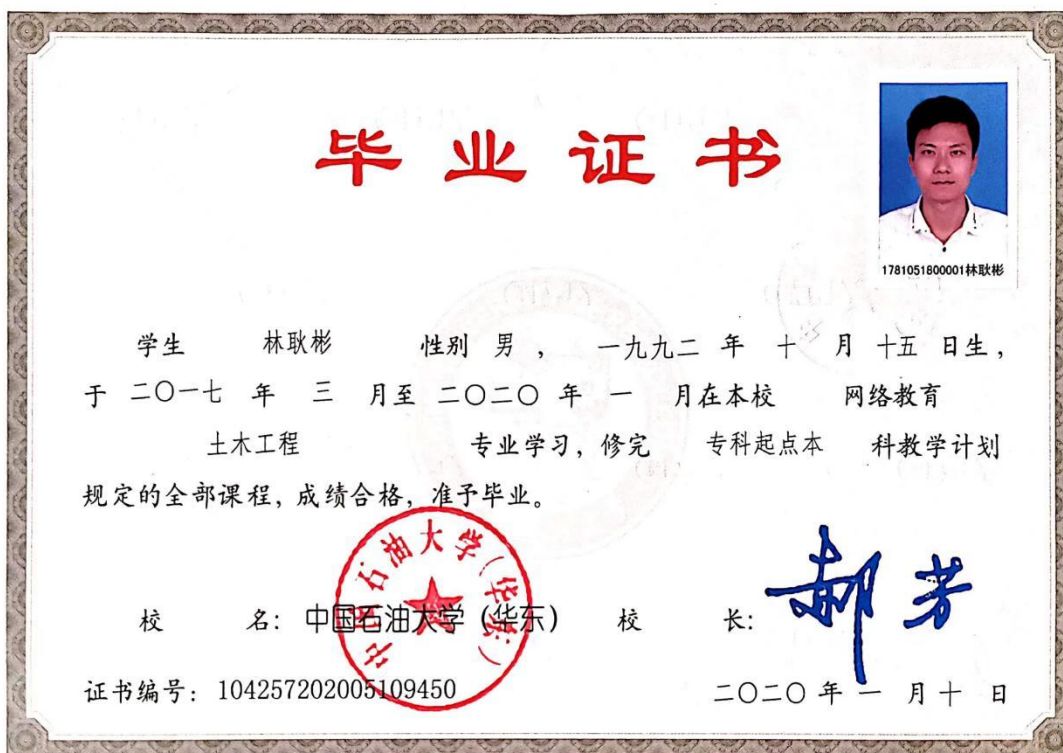 毕业证书
1781051800001林耿彬
学生 林耿彬 性别 男 ， 一九九二 年 十 月 十五 日生，
于 二〇一七 年 三 月至 二〇二〇 年 一 月在本校 网络教育
土木工程 专业学习，修完 专科起点本 科教学计划
规定的全部课程，成绩合格，准予毕业。
中国石油大学(华东)
校 名：中国石油大学（华东） 校 长：郝芳
证书编号：104257202005109450 二〇二〇 年 一 月 十 日